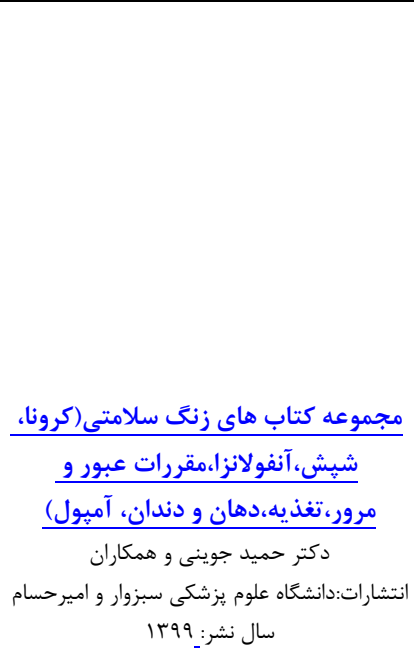 مجموعه کتاب های زنگ سلامتی(کرونا،
شپش،آنفولانزا،مقررات عبور و
مرور،تغذیه،دهان و دندان، آمپول)
دکتر حمید جوینی و همکاران
انتشارات:دانشگاه علوم پزشکی سبزوار و امیرحسام
سال نشر: ۱۳۹۹